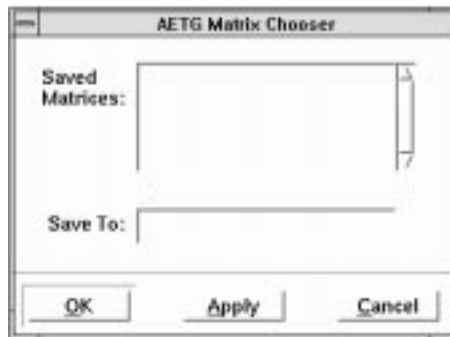 AETG Matrix Chooser
Saved
Matrices:
Save To:
OK
Apply
Cancel